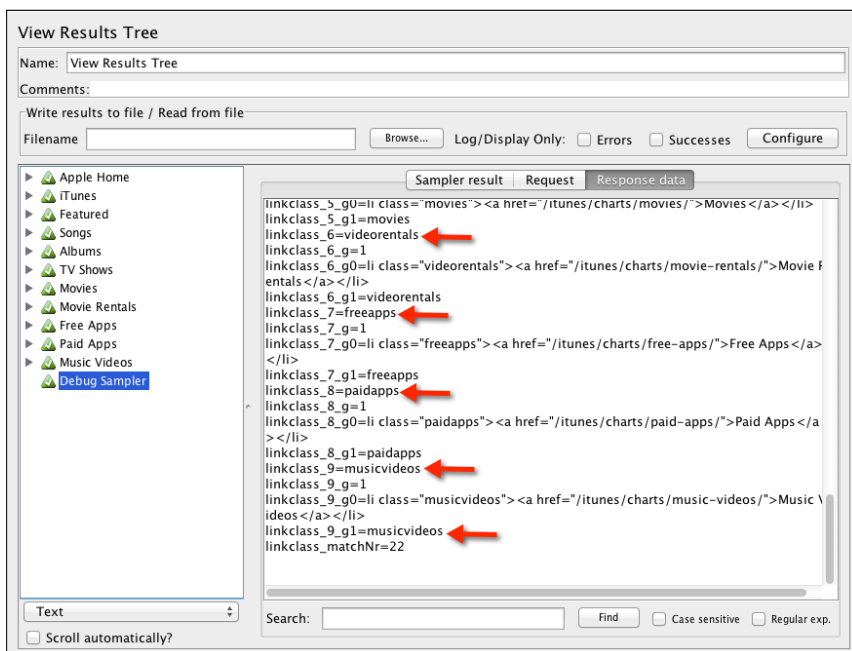 View Results Tree
Name: View Results Tree
Comments:
Write results to file / Read from file
Filename Browse... Log/Display Only: Errors Successes Configure
Apple Home
iTunes
Featured
Songs
Albums
TV Shows
Movies
Movie Rentals
Free Apps
Paid Apps
Music Videos
Debug Sampler
Text
Scroll automatically?
Sampler result Request Response data
linkclass_5_g0=li class="movies"><a href="/itunes/charts/movies/">Movies</a></li>
linkclass_5_g1=movies
linkclass_6=videorentals
linkclass_6_g=1
linkclass_6_g0=li class="videorentals"><a href="/itunes/charts/movie-rentals/">Movie R
entals</a></li>
linkclass_6_g1=videorentals
linkclass_7=freeapps
linkclass_7_g=1
linkclass_7_g0=li class="freeapps"><a href="/itunes/charts/free-apps/">Free Apps</a>
</li>
linkclass_7_g1=freeapps
linkclass_8=paidapps
linkclass_8_g=1
linkclass_8_g0=li class="paidapps"><a href="/itunes/charts/paid-apps/">Paid Apps</a
></li>
linkclass_8_g1=paidapps
linkclass_9=musicvideos
linkclass_9_g=1
linkclass_9_g0=li class="musicvideos"><a href="/itunes/charts/music-videos/">Music V
ideos</a></li>
linkclass_9_g1=musicvideos
linkclass_matchNr=22
Search: Find Case sensitive Regular exp.